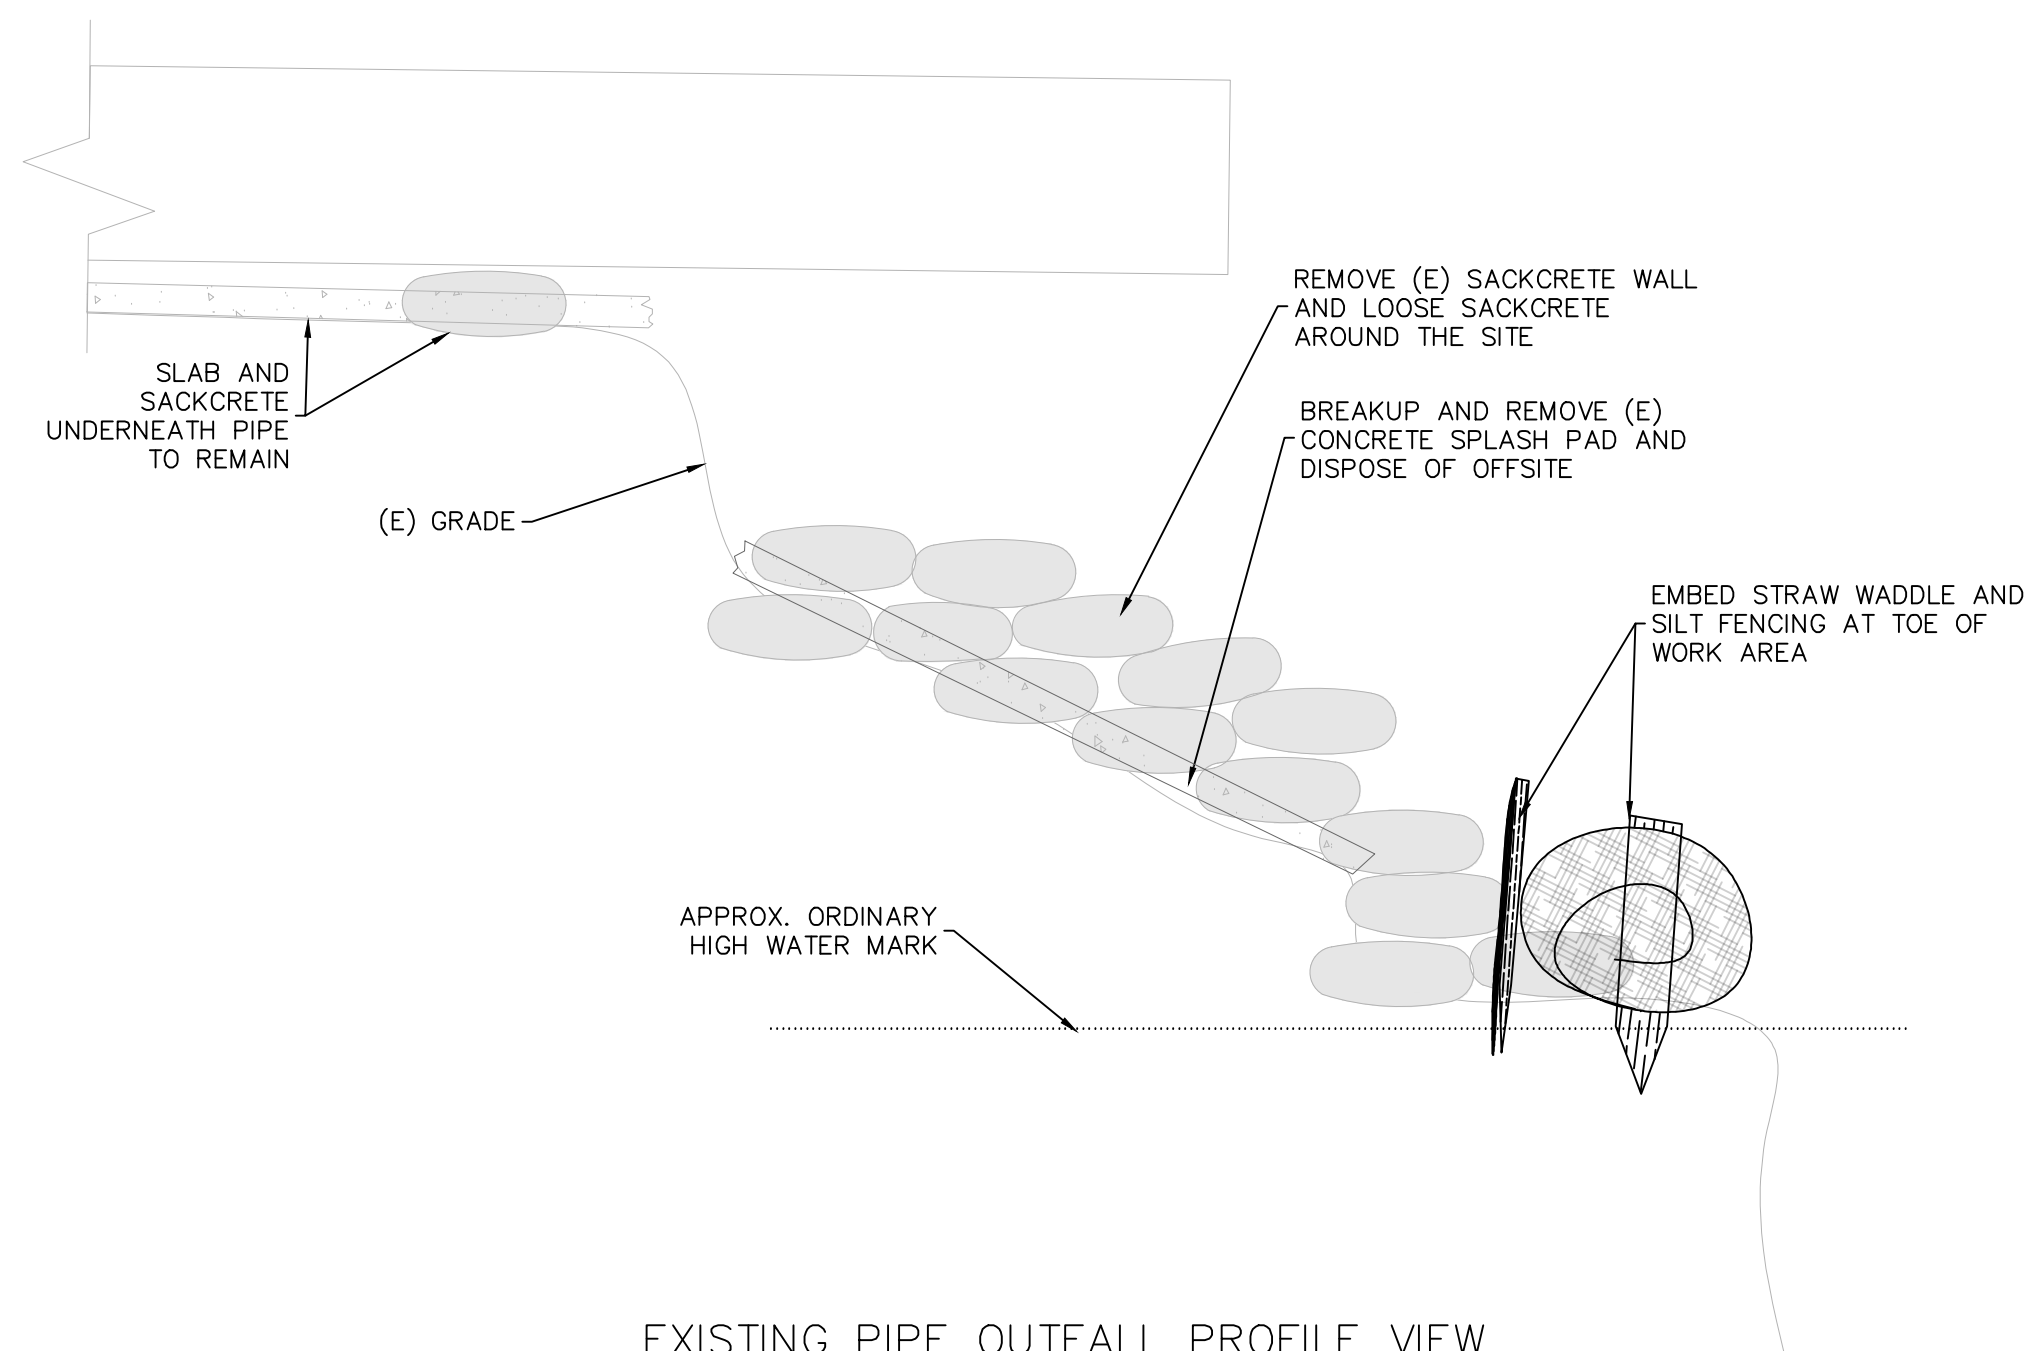 REMOVE (E) SACKCRETE WALL
AND LOOSE SACKCRETE
AROUND THE SITE
SLAB AND
SACKCRETE
UNDERNEATH PIPE
TO REMAIN
BREAKUP AND REMOVE (E)
CONCRETE SPLASH PAD AND
DISPOSE OF OFFSITE
(E) GRADE
EMBED STRAW WADDLE AND
SILT FENCING AT TOE OF
WORK AREA
APPROX. ORDINARY
HIGH WATER MARK
EXISTING PIPE OUTFALL PROFILE VIEW